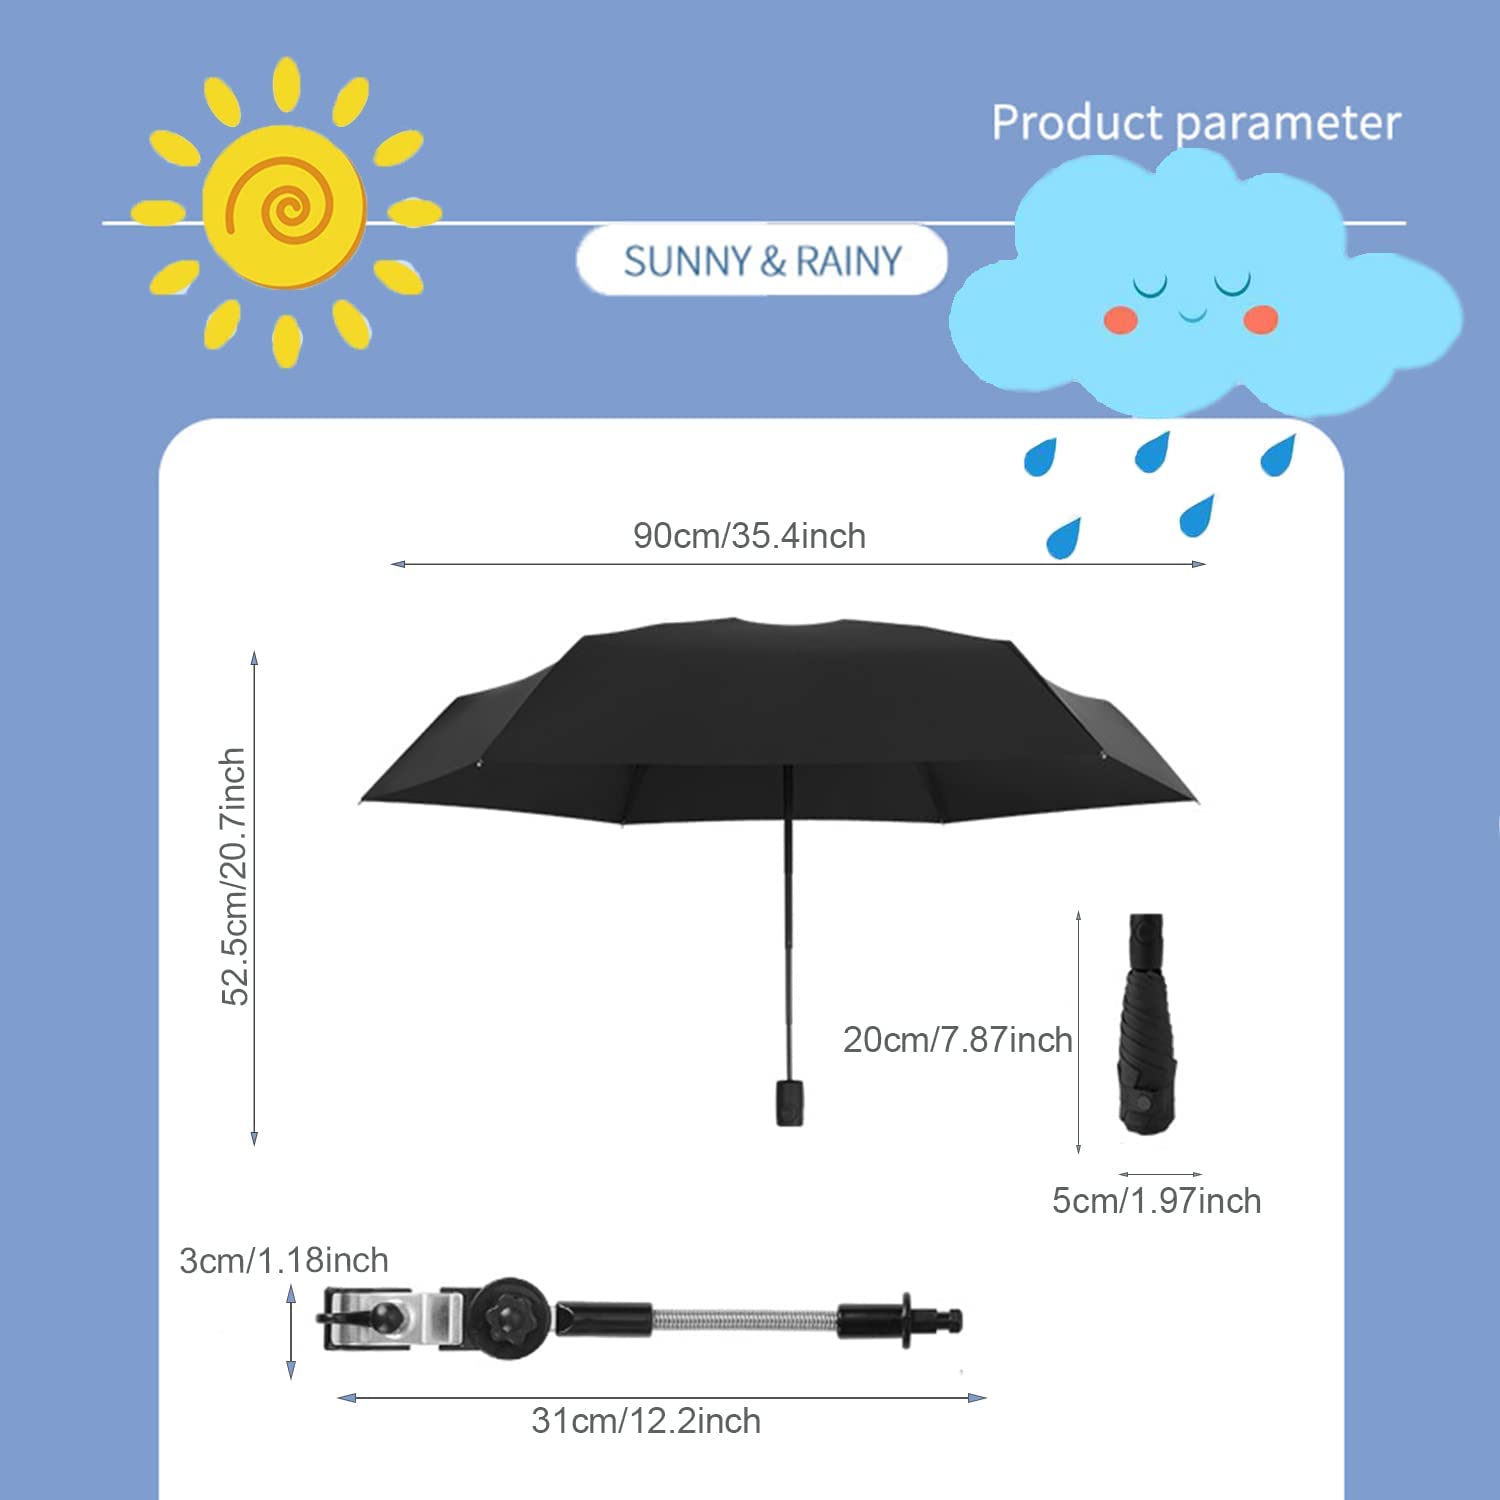 Product parameter
SUNNY & RAINY
90cm/35.4inch
52.5cm/20.7inch
20cm/7.87inch
5cm/1.97inch
3cm/1.18inch
31cm/12.2inch